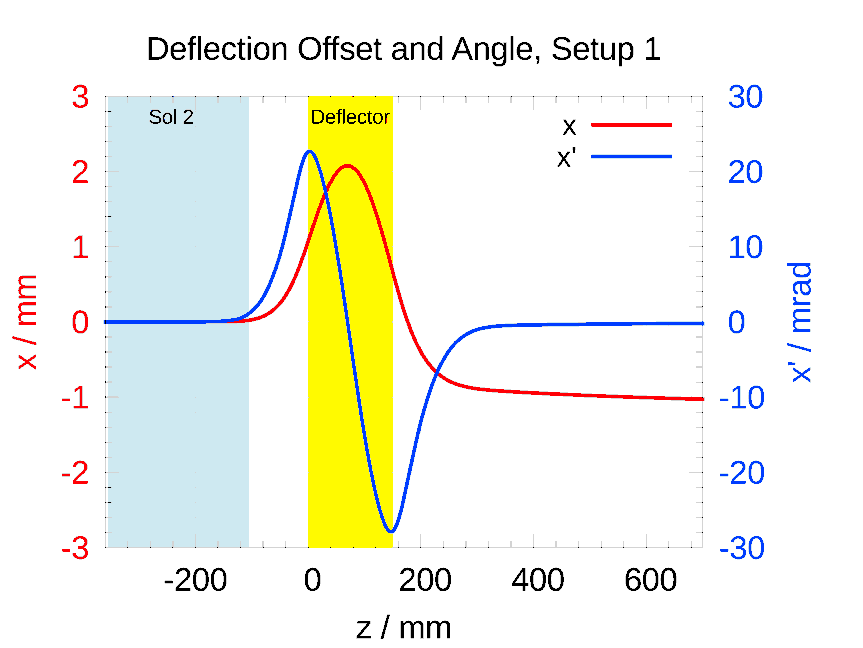 Deflection Offset and Angle, Setup 1
3
2
1
0
-1
-2
-3
x / mm
Sol 2
Deflector
x
x'
30
20
10
0
-10
-20
-30
x' / mrad
-200
0
200
400
600
z / mm